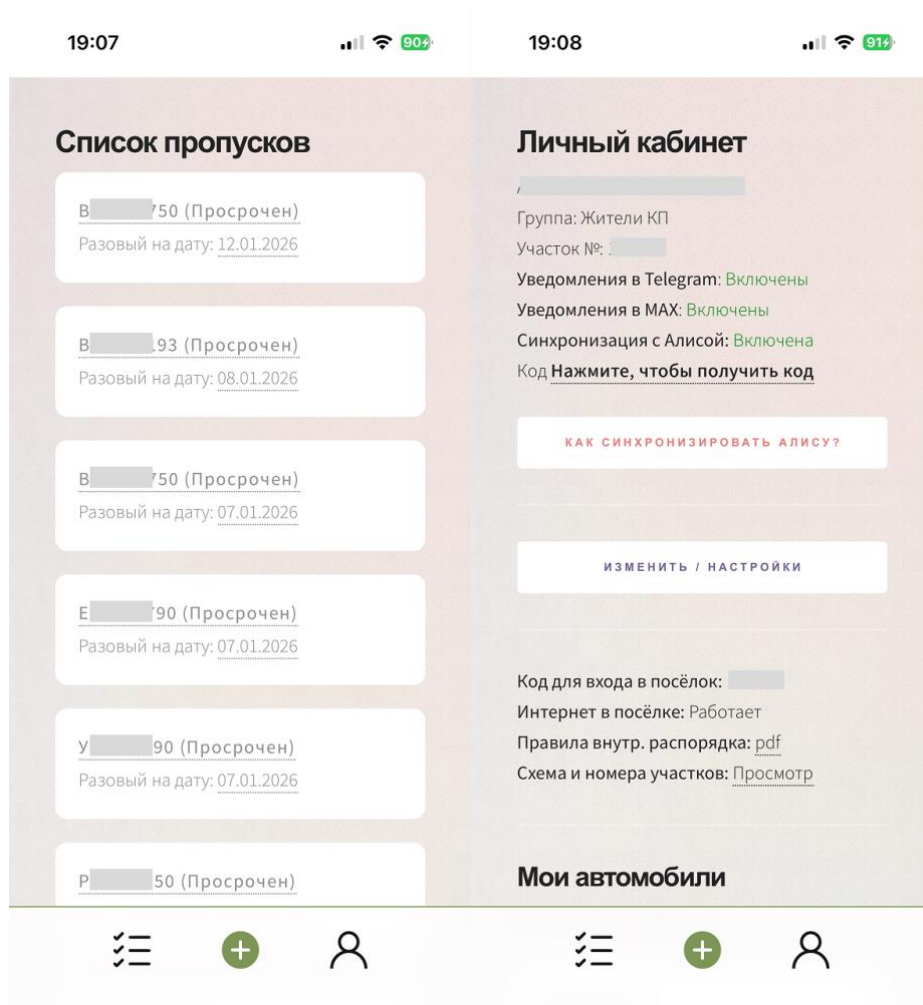 19:07
90
Список пропусков
В 750 (Просрочен)
Разовый на дату: 12.01.2026
В 93 (Просрочен)
Разовый на дату: 08.01.2026
В 750 (Просрочен)
Разовый на дату: 07.01.2026
Е 790 (Просрочен)
Разовый на дату: 07.01.2026
У 90 (Просрочен)
Разовый на дату: 07.01.2026
Р 50 (Просрочен)
19:08
91
Личный кабинет
Группа: Жители КП
Участок №:
Уведомления в Telegram: Включены
Уведомления в MAX: Включены
Синхронизация с Алисой: Включена
Код Нажмите, чтобы получить код
КАК СИНХРОНИЗИРОВАТЬ АЛИСУ?
ИЗМЕНИТЬ / НАСТРОЙКИ
Код для входа в посёлок:
Интернет в посёлке: Работает
Правила внутр. распорядка: pdf
Схема и номера участков: Просмотр
Мои автомобили